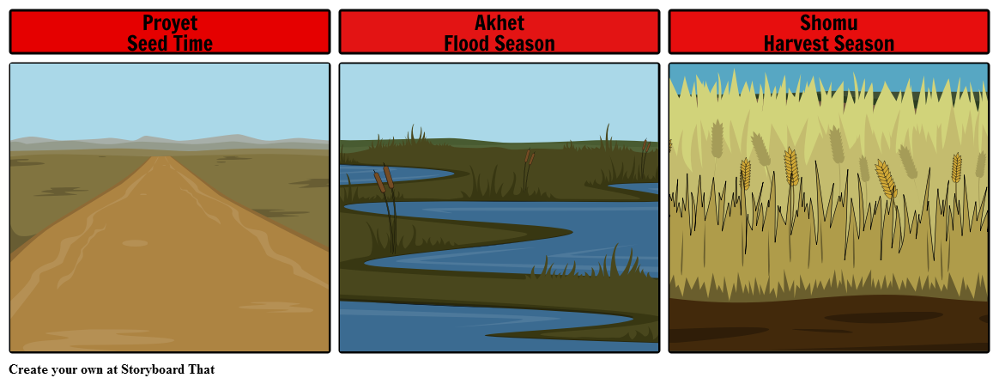 Proyet
Seed Time
Akhet
Flood Season
Shomu
Harvest Season
Create your own at Storyboard That